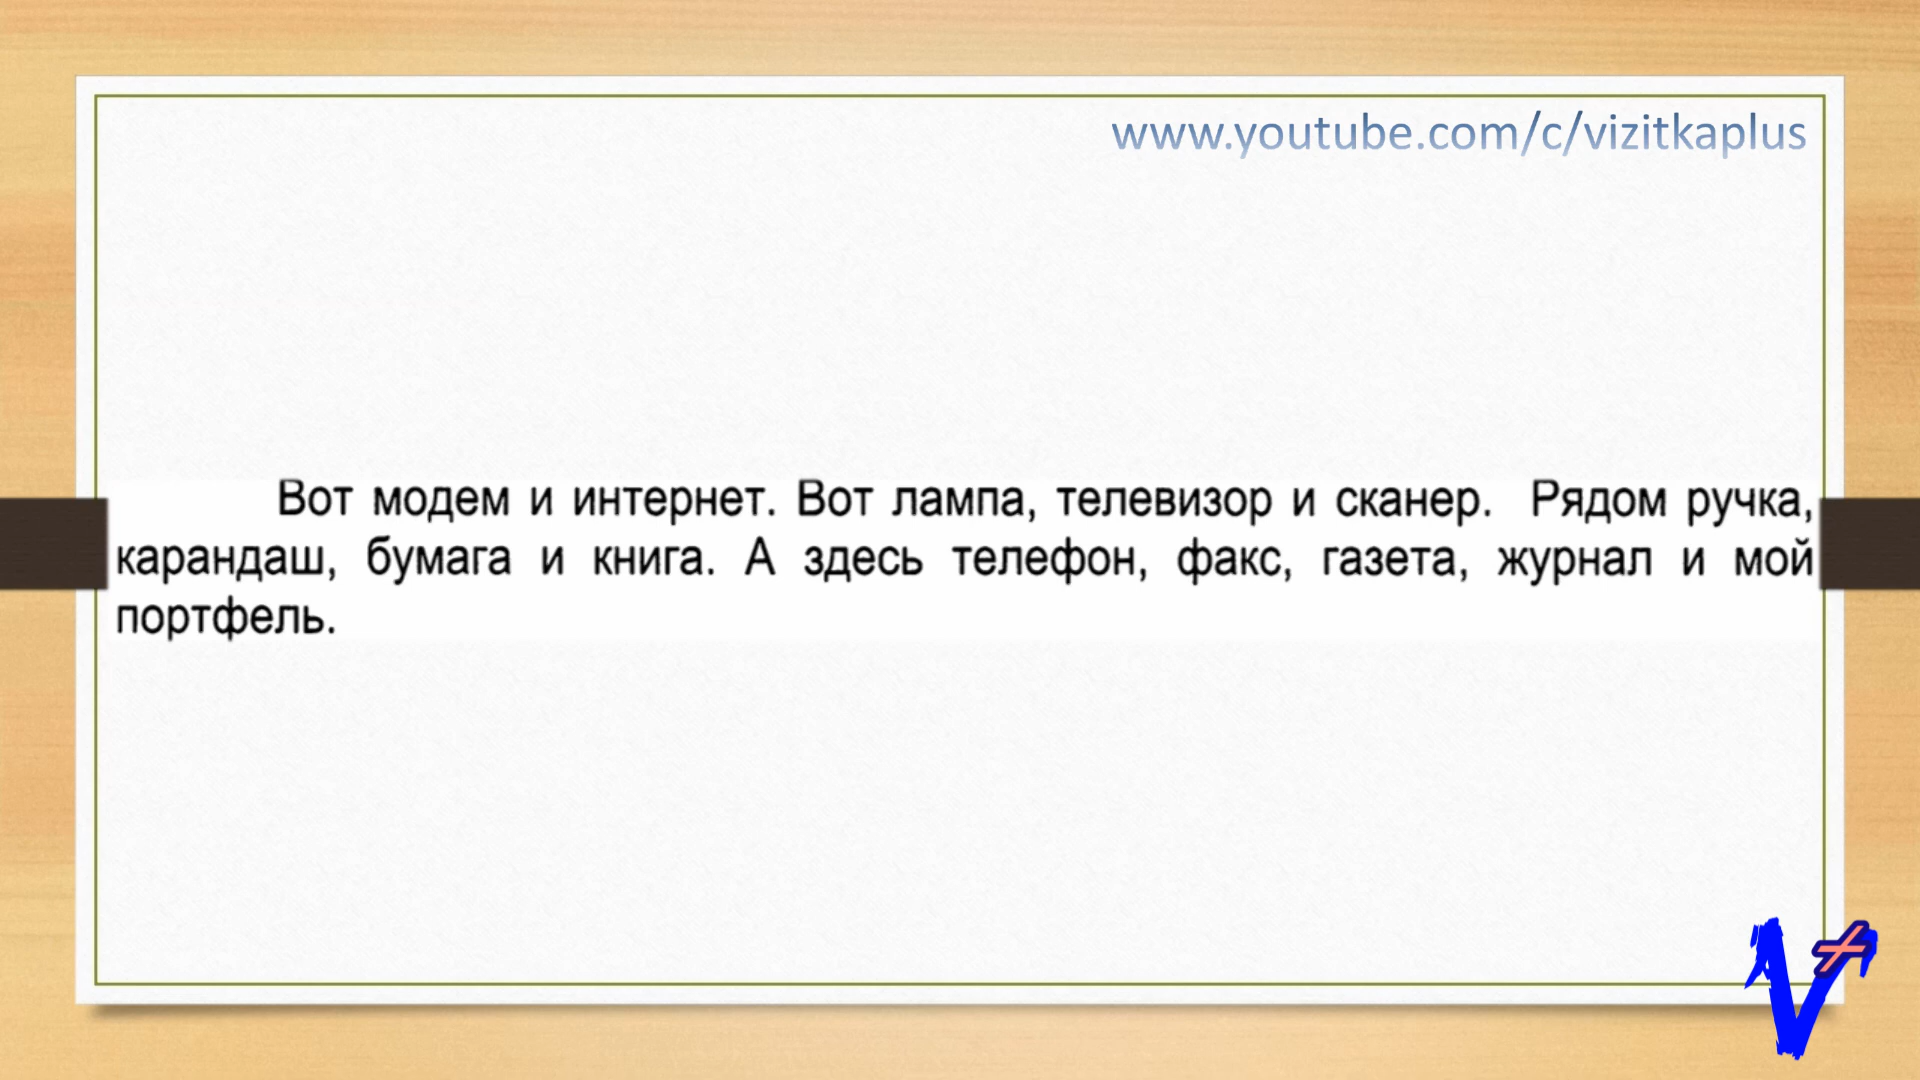 www.youtube.com/c/vizitkaplus
Вот модем и интернет. Вот лампа, телевизор и сканер. Рядом ручка,
карандаш, бумага и книга. А здесь телефон, факс, газета, журнал и мой
портфель.
V+